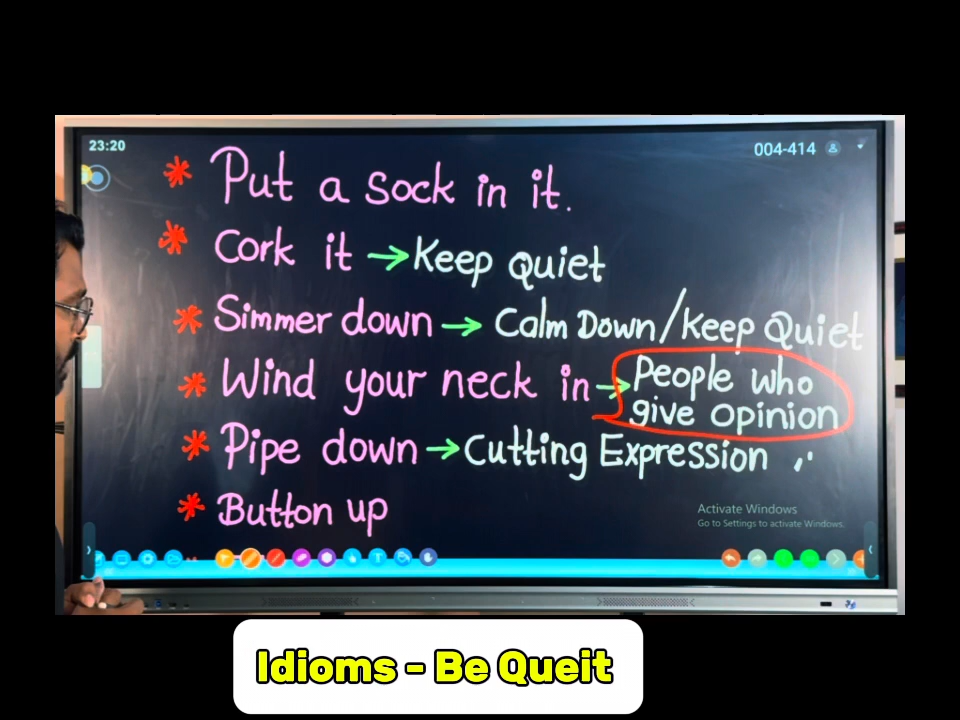 23:20
004-414
* Put a sock in it.
* Cork it → Keep Quiet
* Simmer down → Calm Down/Keep Quiet
* Wind your neck in → People who
give opinion
* Pipe down → Cutting Expression
* Button up
Activate Windows
Go to Settings to activate Windows.
Idioms - Be Queit